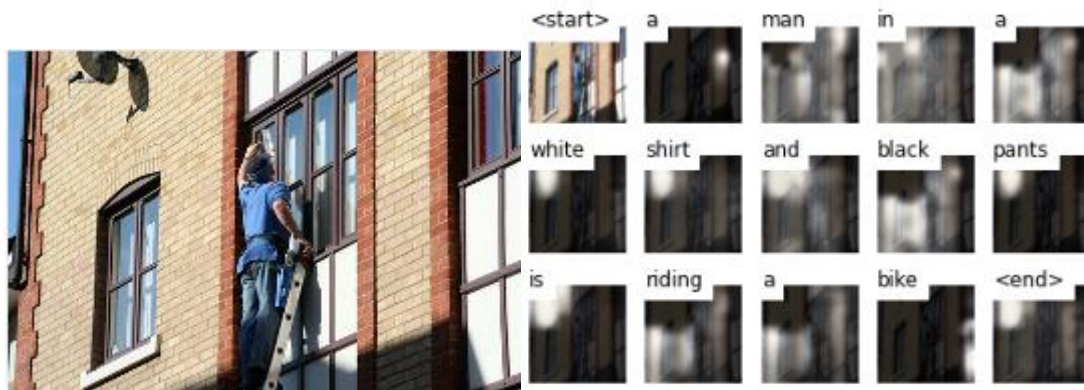 <start> a man in a
white shirt and black pants
is riding a bike <end>